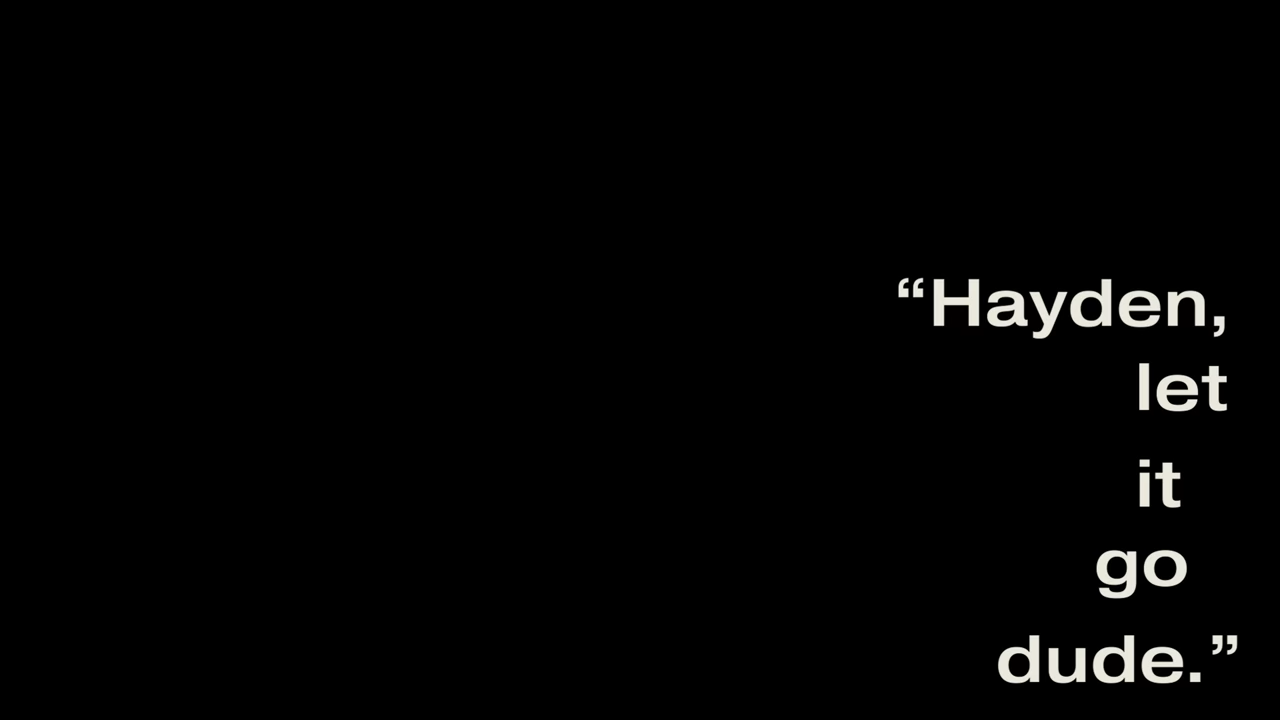 “Hayden,
let
it
go
dude.”